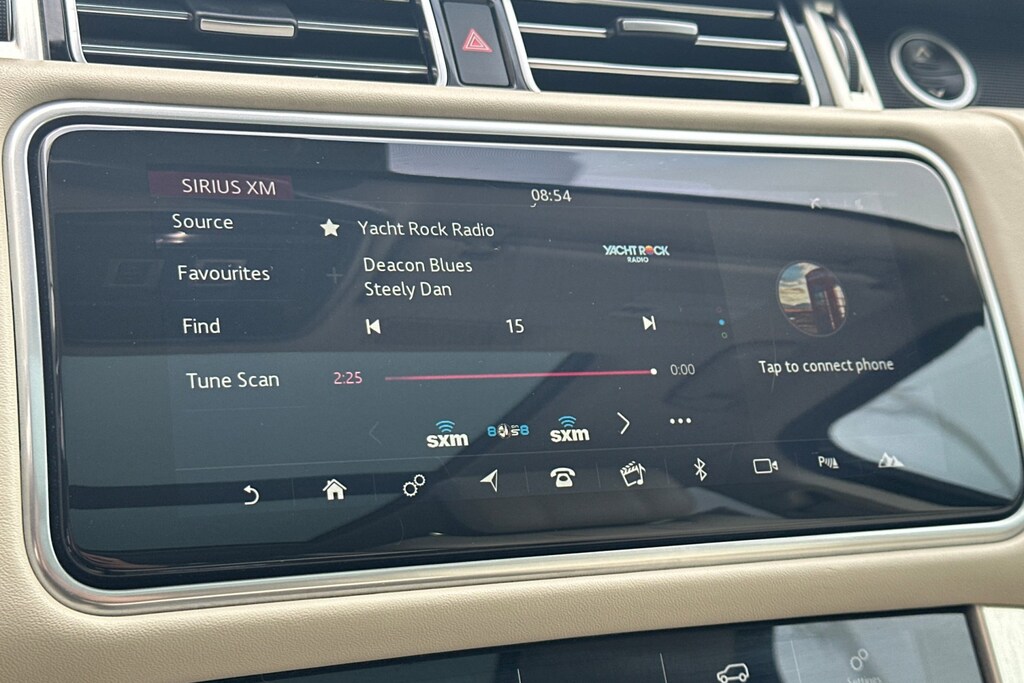 SIRIUS XM
08:54
Source
Yacht Rock Radio
YACHT ROCK
RADIO
Favourites
Deacon Blues
Steely Dan
Find
15
Tune Scan
2:25
0:00
Tap to connect phone
sxm
sxm
Settings